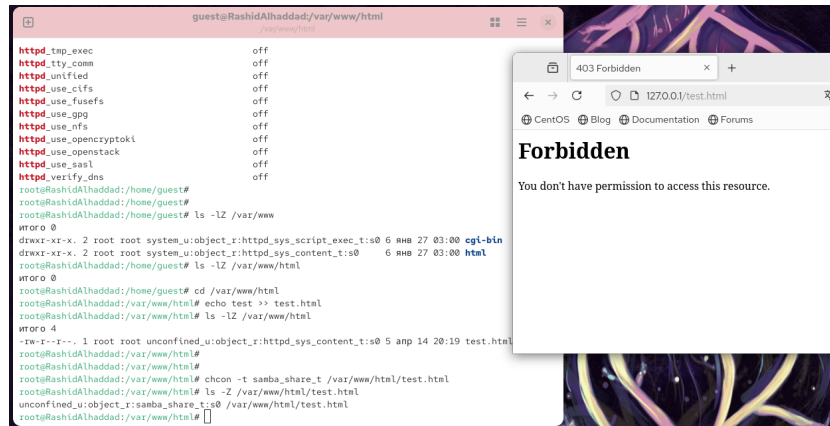 guest@RashidAlhaddad:/var/www/html
/var/www/html
httpd_tmp_exec off
httpd_tty_comm off
httpd_unified off
httpd_use_cifs off
httpd_use_fusefs off
httpd_use_gpg off
httpd_use_nfs off
httpd_use_opencryptoki off
httpd_use_openstack off
httpd_use_sasl off
httpd_verify_dns off
root@RashidAlhaddad:/home/guest#
root@RashidAlhaddad:/home/guest#
root@RashidAlhaddad:/home/guest# ls -lZ /var/www
итого 0
drwxr-xr-x. 2 root root system_u:object_r:httpd_sys_script_exec_t:s0 6 янв 27 03:00 cgi-bin
drwxr-xr-x. 2 root root system_u:object_r:httpd_sys_content_t:s0 6 янв 27 03:00 html
root@RashidAlhaddad:/home/guest# ls -lZ /var/www/html
итого 0
root@RashidAlhaddad:/home/guest# cd /var/www/html
root@RashidAlhaddad:/var/www/html# echo test >> test.html
root@RashidAlhaddad:/var/www/html# ls -lZ /var/www/html
итого 4
-rw-r--r--. 1 root root unconfined_u:object_r:httpd_sys_content_t:s0 5 апр 14 20:19 test.html
root@RashidAlhaddad:/var/www/html#
root@RashidAlhaddad:/var/www/html#
root@RashidAlhaddad:/var/www/html# chcon -t samba_share_t /var/www/html/test.html
root@RashidAlhaddad:/var/www/html# ls -Z /var/www/html/test.html
unconfined_u:object_r:samba_share_t:s0 /var/www/html/test.html
root@RashidAlhaddad:/var/www/html#
403 Forbidden
127.0.0.1/test.html
CentOS Blog Documentation Forums
Forbidden
You don't have permission to access this resource.